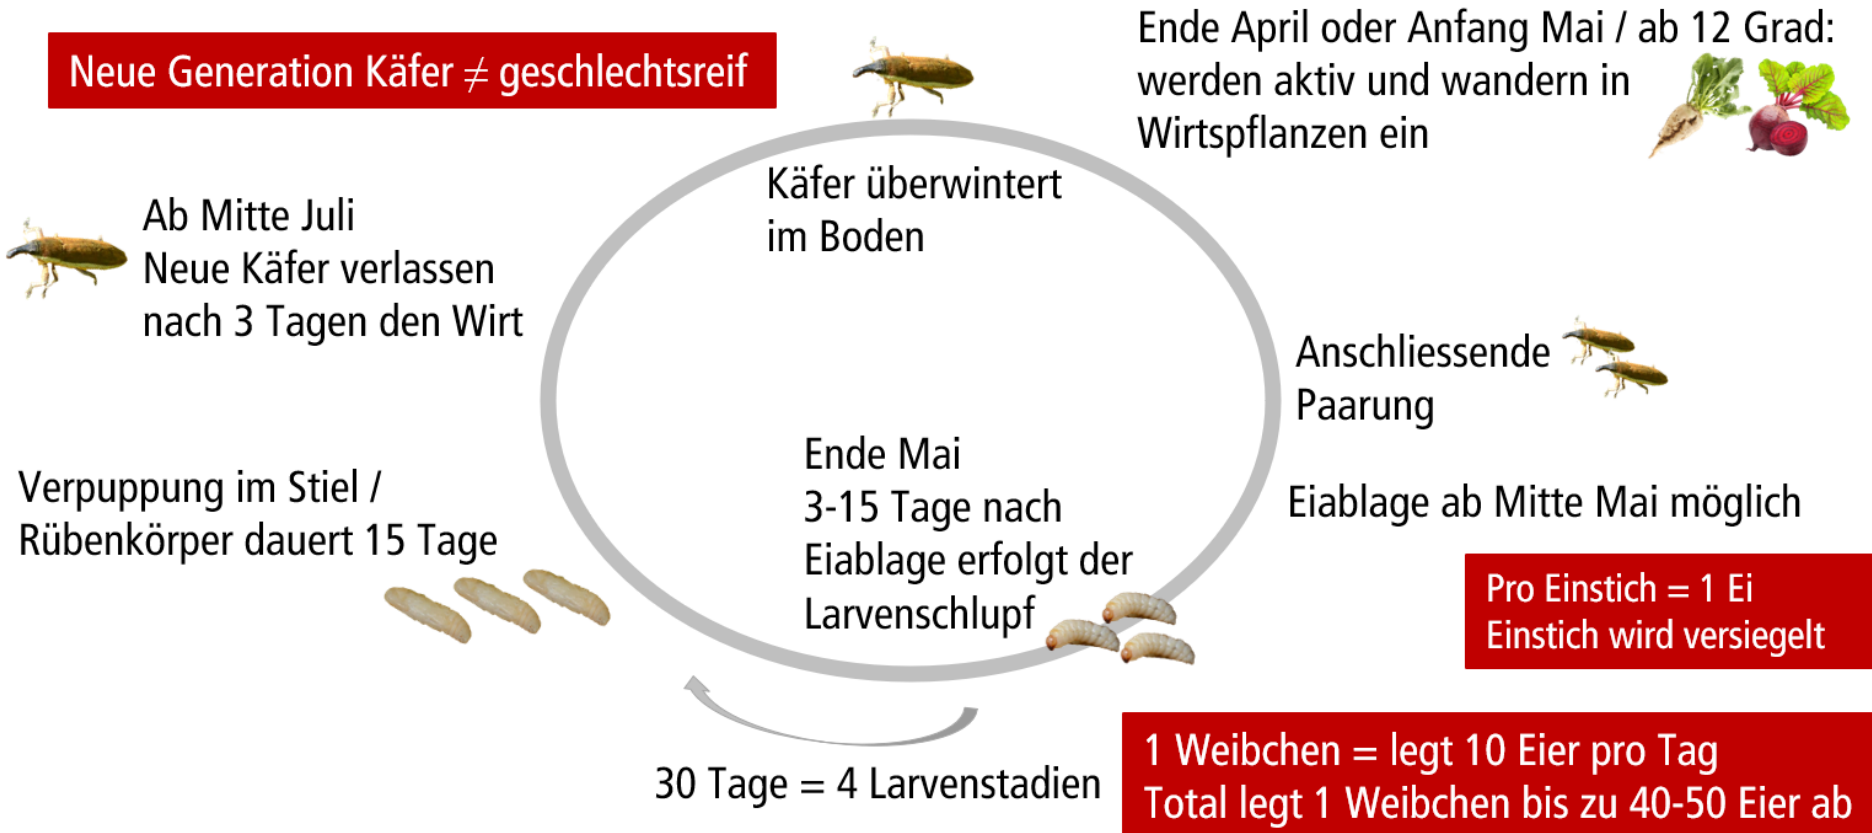 Neue Generation Käfer ≠ geschlechtsreif
Käfer überwintert
im Boden
Ende April oder Anfang Mai / ab 12 Grad:
werden aktiv und wandern in
Wirtspflanzen ein
Anschliessende
Paarung
Eiablage ab Mitte Mai möglich
Pro Einstich = 1 Ei
Einstich wird versiegelt
1 Weibchen = legt 10 Eier pro Tag
Total legt 1 Weibchen bis zu 40-50 Eier ab
Ende Mai
3-15 Tage nach
Eiablage erfolgt der
Larvenschlupf
30 Tage = 4 Larvenstadien
Verpuppung im Stiel /
Rübenkörper dauert 15 Tage
Ab Mitte Juli
Neue Käfer verlassen
nach 3 Tagen den Wirt